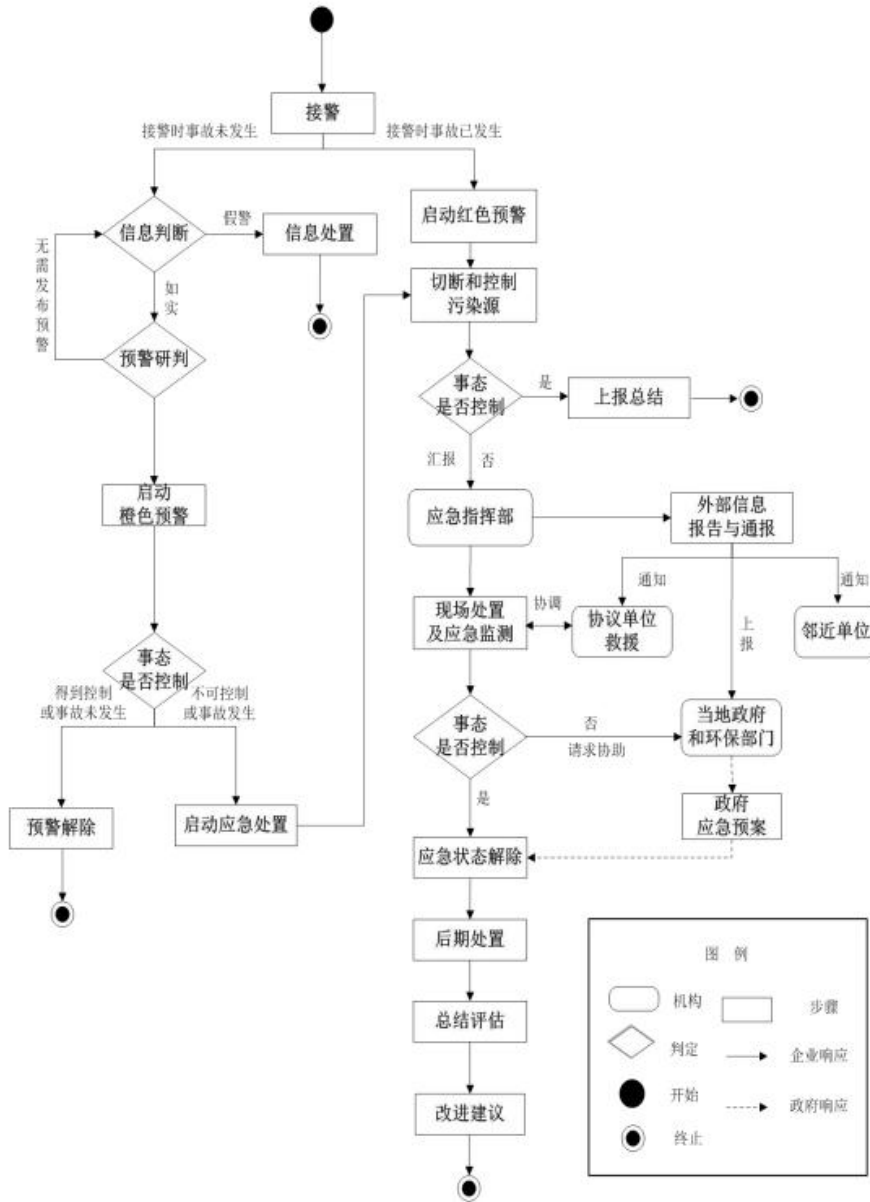 接警
接警时事故未发生
接警时事故已发生
信息判断
假警
信息处置
启动红色预警
无需发布预警
如实
切断和控制
污染源
预警研判
事态
是否控制
是
上报总结
汇报
否
启动
橙色预警
应急指挥部
外部信息
报告与通报
通知
通知
协调
现场处置
及应急监测
协议单位
救援
上报
邻近单位
事态
是否控制
得到控制
或事故未发生
不可控制
或事故发生
事态
是否控制
否
请求协助
当地政府
和环保部门
是
预警解除
启动应急处置
政府
应急预案
应急状态解除
后期处置
总结评估
改进建议
图 例
机构
步骤
判定
企业响应
开始
政府响应
终止